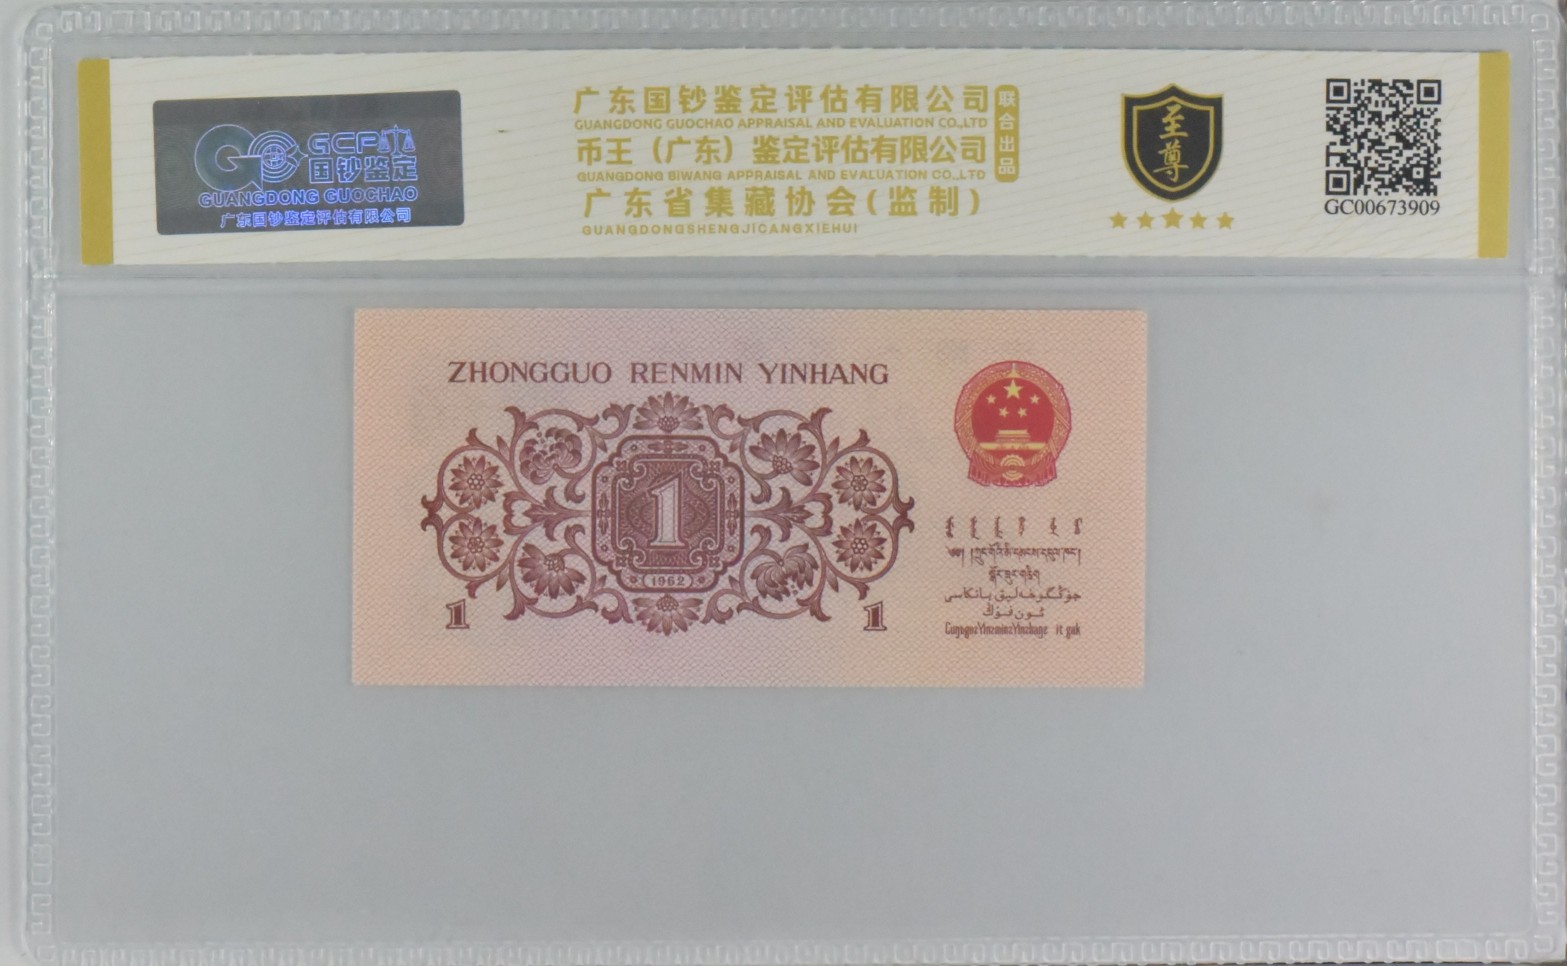 GCP
国钞鉴定
GUANGDONG GUOCHAO
广东国钞鉴定评估有限公司
广东国钞鉴定评估有限公司
GUANGDONG GUOCHAO APPRAISAL AND EVALUATION CO.,LTD
币王（广东）鉴定评估有限公司
GUANGDONG BIWANG APPRAISAL AND EVALUATION CO.,LTD
联合出品
广东省集藏协会(监制)
GUANGDONGSHENGJICANGXIEHUI
至尊
GC00673909
ZHONGGUO RENMIN YINHANG
1
1962
1
1
جۇڭگوخەلىق بانكاسى